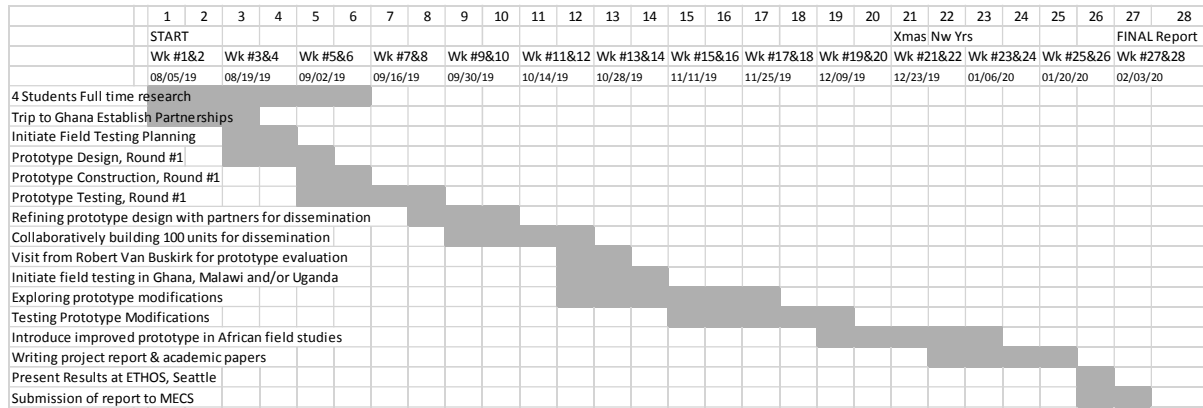 1 2 3 4 5 6 7 8 9 10 11 12 13 14 15 16 17 18 19 20 21 22 23 24 25 26 27 28
START Xmas Nw Yrs FINAL Report
Wk #1&2 Wk #3&4 Wk #5&6 Wk #7&8 Wk #9&10 Wk #11&12 Wk #13&14 Wk #15&16 Wk #17&18 Wk #19&20 Wk #21&22 Wk #23&24 Wk #25&26 Wk #27&28
08/05/19 08/19/19 09/02/19 09/16/19 09/30/19 10/14/19 10/28/19 11/11/19 11/25/19 12/09/19 12/23/19 01/06/20 01/20/20 02/03/20
4 Students Full time research
Trip to Ghana Establish Partnerships
Initiate Field Testing Planning
Prototype Design, Round #1
Prototype Construction, Round #1
Prototype Testing, Round #1
Refining prototype design with partners for dissemination
Collaboratively building 100 units for dissemination
Visit from Robert Van Buskirk for prototype evaluation
Initiate field testing in Ghana, Malawi and/or Uganda
Exploring prototype modifications
Testing Prototype Modifications
Introduce improved prototype in African field studies
Writing project report & academic papers
Present Results at ETHOS, Seattle
Submission of report to MECS